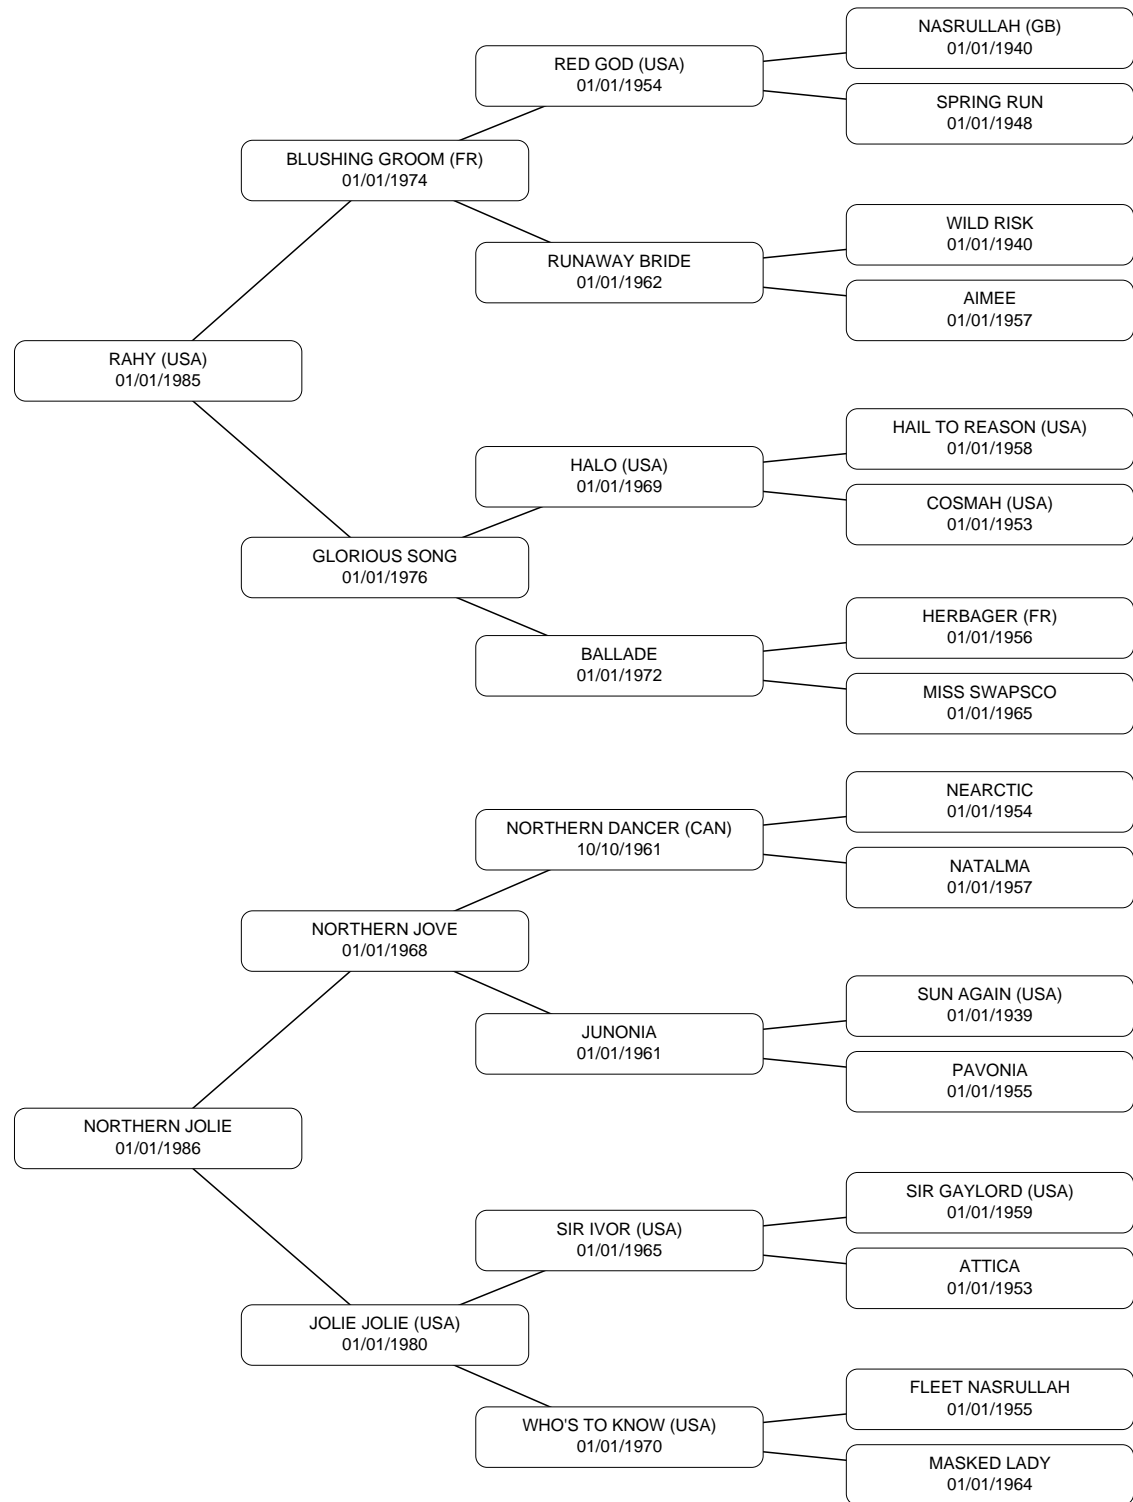 NASRULLAH (GB)
01/01/1940
RED GOD (USA)
01/01/1954
SPRING RUN
01/01/1948
BLUSHING GROOM (FR)
01/01/1974
WILD RISK
01/01/1940
RUNAWAY BRIDE
01/01/1962
AIMEE
01/01/1957
RAHY (USA)
01/01/1985
HAIL TO REASON (USA)
01/01/1958
HALO (USA)
01/01/1969
COSMAH (USA)
01/01/1953
GLORIOUS SONG
01/01/1976
HERBAGER (FR)
01/01/1956
BALLADE
01/01/1972
MISS SWAPSCO
01/01/1965
NEARCTIC
01/01/1954
NORTHERN DANCER (CAN)
10/10/1961
NATALMA
01/01/1957
NORTHERN JOVE
01/01/1968
SUN AGAIN (USA)
01/01/1939
JUNONIA
01/01/1961
PAVONIA
01/01/1955
NORTHERN JOLIE
01/01/1986
SIR GAYLORD (USA)
01/01/1959
SIR IVOR (USA)
01/01/1965
ATTICA
01/01/1953
JOLIE JOLIE (USA)
01/01/1980
FLEET NASRULLAH
01/01/1955
WHO'S TO KNOW (USA)
01/01/1970
MASKED LADY
01/01/1964